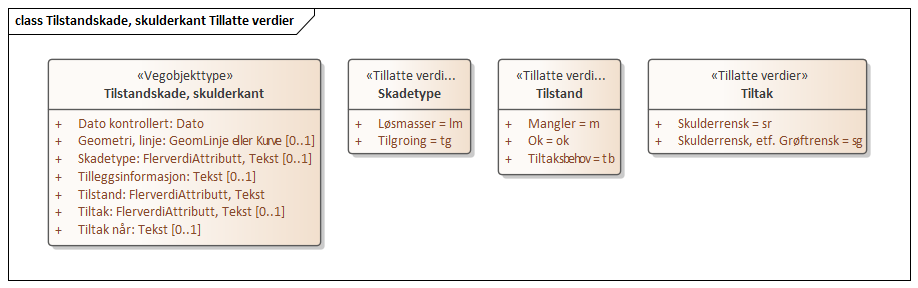 class Tilstandskade, skulderkant Tillatte verdier
«Vegobjekttype»
Tilstandskade, skulderkant
+ Dato kontrollert: Dato
+ Geometri, linje: GeomLinje eller Kurve [0..1]
+ Skadetype: FlerverdiAttributt, Tekst [0..1]
+ Tilleggsinformasjon: Tekst [0..1]
+ Tilstand: FlerverdiAttributt, Tekst
+ Tiltak: FlerverdiAttributt, Tekst [0..1]
+ Tiltak når: Tekst [0..1]
«Tillatte verdi...
Skadetype
+ Løsmasser = lm
+ Tilgroing = tg
«Tillatte verdi...
Tilstand
+ Mangler = m
+ Ok = ok
+ Tiltaksbehov = tb
«Tillatte verdier»
Tiltak
+ Skulderrensk = sr
+ Skulderrensk, etf. Grøftrensk = sg